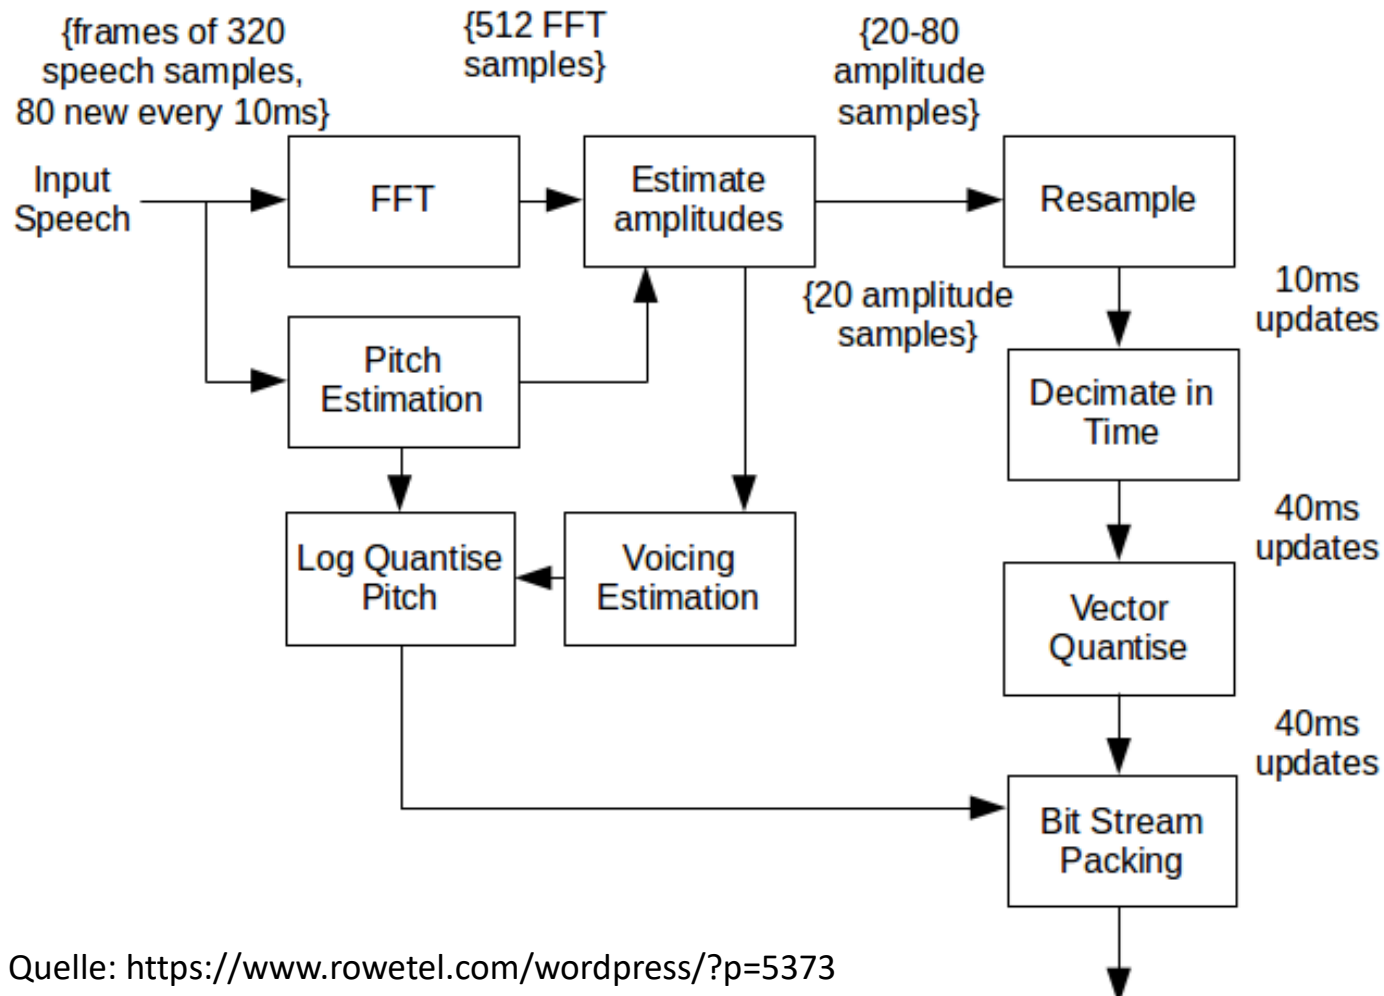 {frames of 320
speech samples,
80 new every 10ms}
{512 FFT
samples}
{20-80
amplitude
samples}
Input
Speech
FFT
Estimate
amplitudes
Resample
{20 amplitude
samples}
10ms
updates
Pitch
Estimation
Decimate in
Time
40ms
updates
Log Quantise
Pitch
Voicing
Estimation
Vector
Quantise
40ms
updates
Bit Stream
Packing
Quelle: https://www.rowetel.com/wordpress/?p=5373